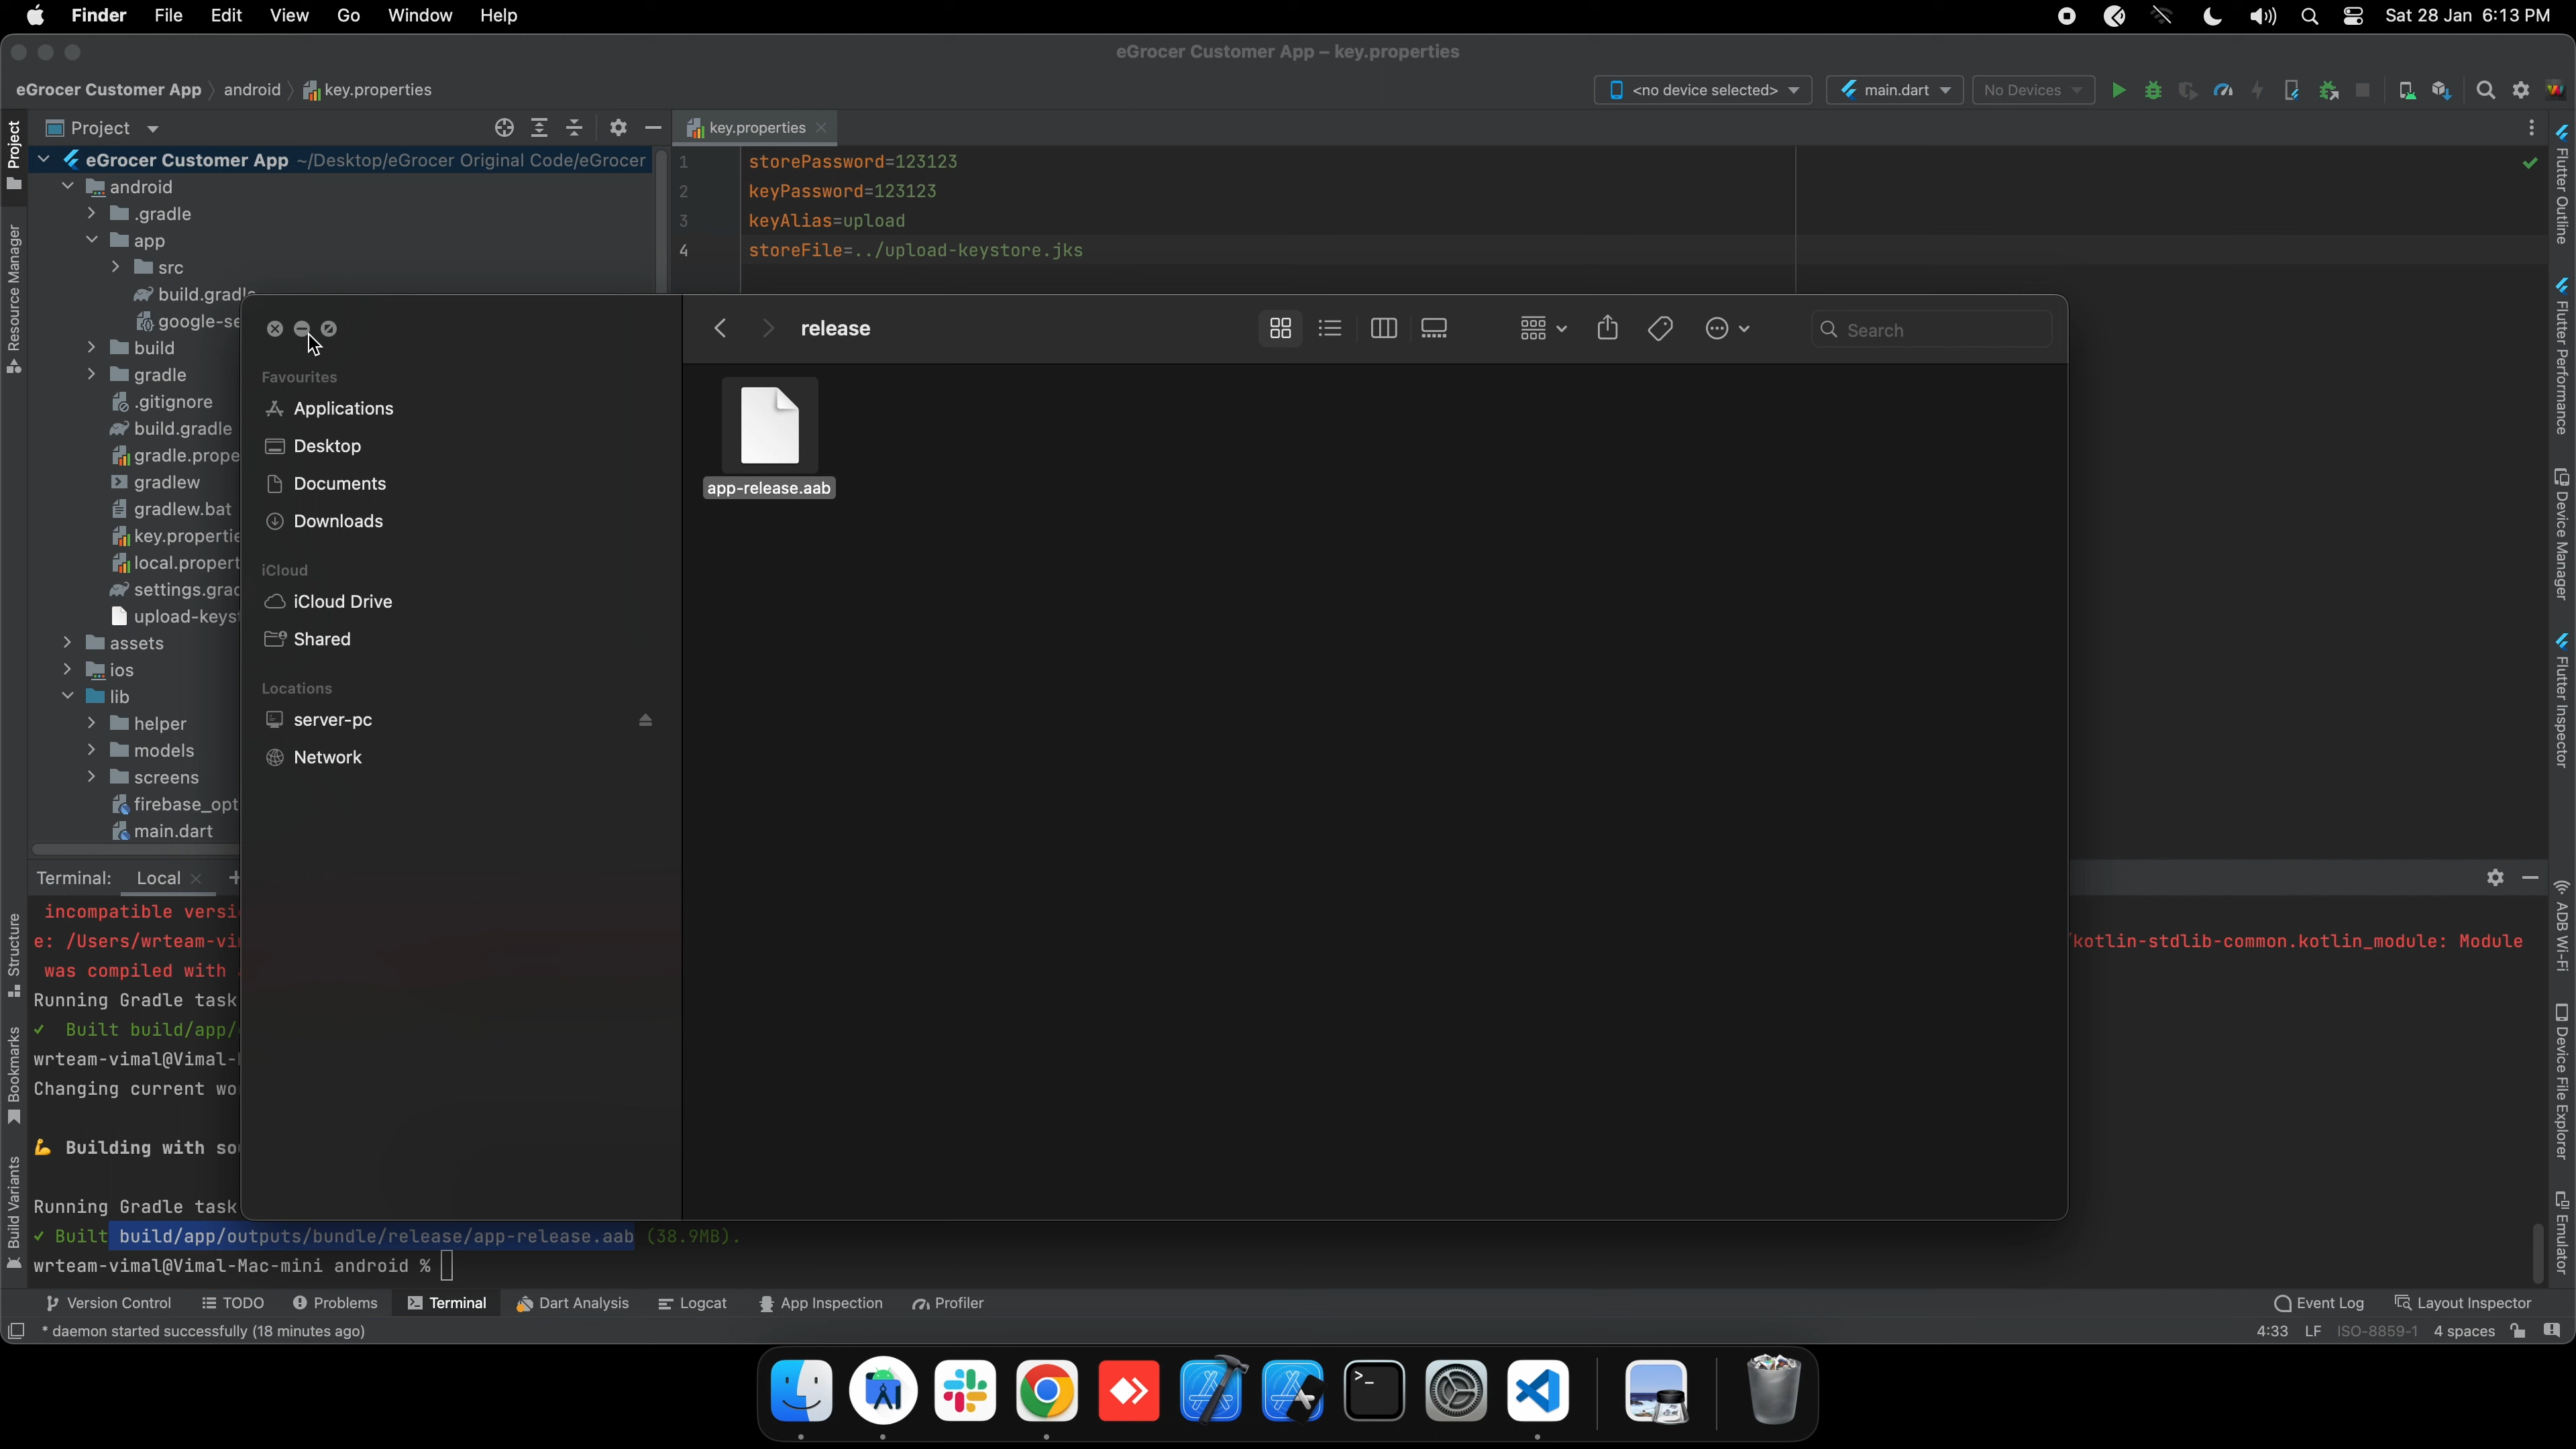 Finder File Edit View Go Window Help
Sat 28 Jan 6:13 PM
eGrocer Customer App – key.properties
eGrocer Customer App android key.properties
<no device selected> main.dart No Devices
Project
key.properties
eGrocer Customer App ~/Desktop/eGrocer Original Code/eGrocer
android
.gradle
app
src
build.gradle
google-se
build
gradle
.gitignore
build.gradle
gradle.prope
gradlew
gradlew.bat
key.propertie
local.propert
settings.grad
upload-keyst
assets
ios
lib
helper
models
screens
firebase_opt
main.dart
1 storePassword=123123
2 keyPassword=123123
3 keyAlias=upload
4 storeFile=../upload-keystore.jks
release
Search
Favourites
Applications
Desktop
Documents
Downloads
iCloud
iCloud Drive
Shared
Locations
server-pc
Network
app-release.aab
Terminal: Local
incompatible versi
e: /Users/wrteam-vi
kotlin-stdlib-common.kotlin_module: Module
was compiled with
Running Gradle task
✓ Built build/app/
wrteam-vimal@Vimal-
Changing current wo
💪 Building with so
Running Gradle task
✓ Built build/app/outputs/bundle/release/app-release.aab (38.9MB).
wrteam-vimal@Vimal-Mac-mini android %
Version Control TODO Problems Terminal Dart Analysis Logcat App Inspection Profiler
Event Log Layout Inspector
* daemon started successfully (18 minutes ago)
4:33 LF ISO-8859-1 4 spaces
Project
Resource Manager
Structure
Bookmarks
Build Variants
Flutter Outline
Flutter Performance
Device Manager
Flutter Inspector
ADB Wi-Fi
Device File Explorer
Emulator